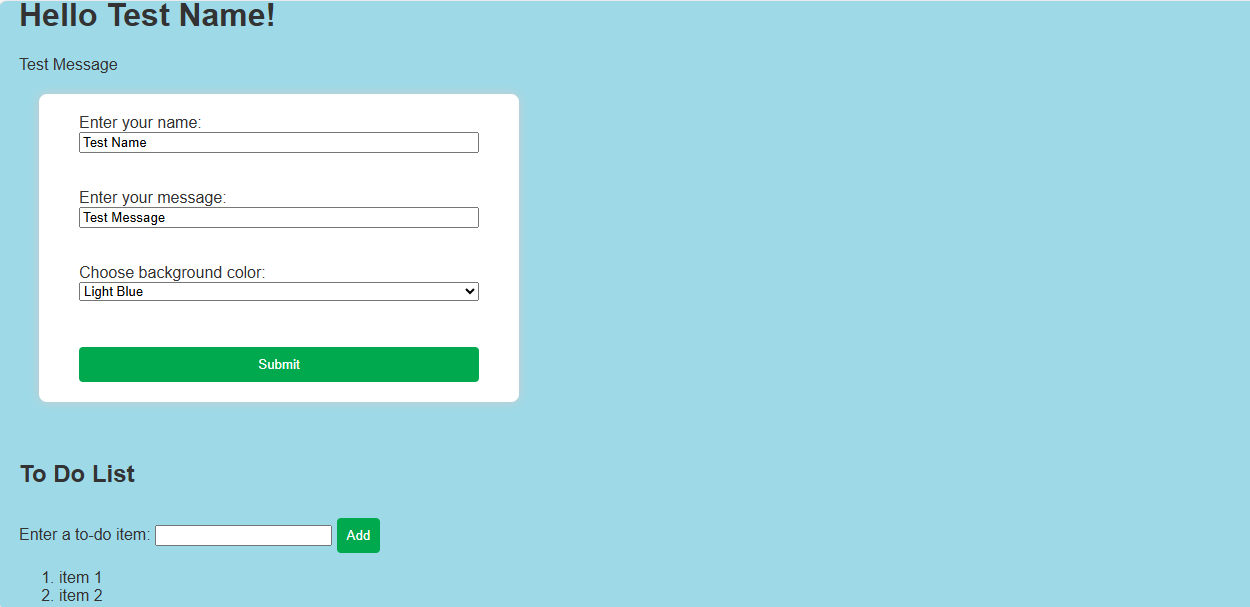 Hello Test Name!
Test Message
Enter your name:
Test Name
Enter your message:
Test Message
Choose background color:
Light Blue
Submit
To Do List
Enter a to-do item: Add
1. item 1
2. item 2